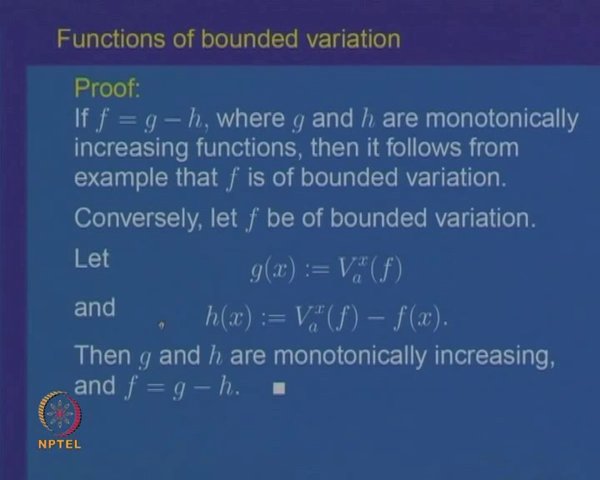 Functions of bounded variation
Proof:
If f = g − h, where g and h are monotonically
increasing functions, then it follows from
example that f is of bounded variation.
Conversely, let f be of bounded variation.
Let
g(x) := V_a^x(f)
and
h(x) := V_a^x(f) − f(x).
Then g and h are monotonically increasing,
and f = g − h. ■
NPTEL